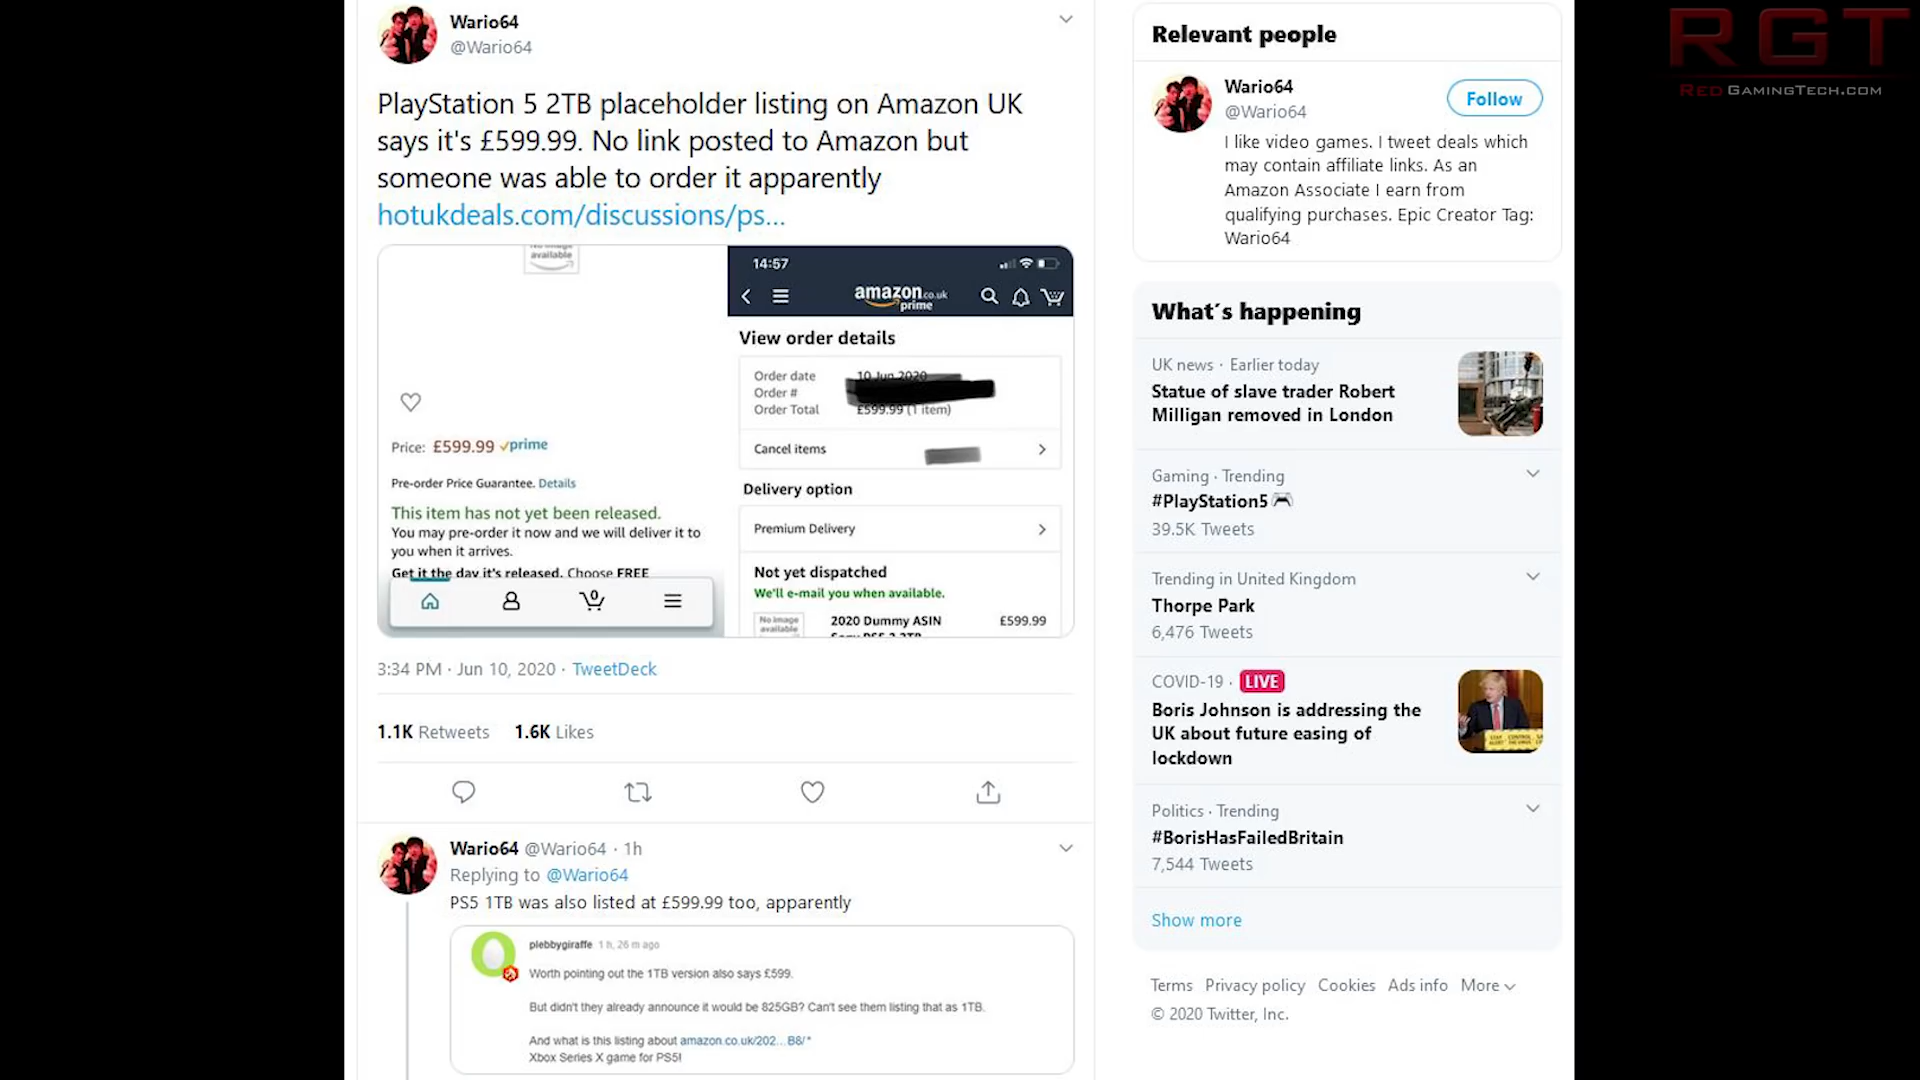 Wario64
@Wario64
PlayStation 5 2TB placeholder listing on Amazon UK
says it's £599.99. No link posted to Amazon but
someone was able to order it apparently
hotukdeals.com/discussions/ps...
available
Price: £599.99 prime
Pre-order Price Guarantee. Details
This item has not yet been released.
You may pre-order it now and we will deliver it to
you when it arrives.
Get it the day it's released. Choose FREE
0
14:57
amazon.co.uk
prime
View order details
Order date 10 Jun 2020
Order #
Order Total £599.99 (1 item)
Cancel items
Delivery option
Premium Delivery
Not yet dispatched
We'll e-mail you when available.
No image
available
2020 Dummy ASIN £599.99
3:34 PM · Jun 10, 2020 · TweetDeck
1.1K Retweets 1.6K Likes
Wario64 @Wario64 · 1h
Replying to @Wario64
PS5 1TB was also listed at £599.99 too, apparently
plebbygiraffe 1 h, 26 m ago
Worth pointing out the 1TB version also says £599.
But didn't they already announce it would be 825GB? Can't see them listing that as 1TB.
And what is this listing about amazon.co.uk/202...B8/*
Xbox Series X game for PS5!
Relevant people
Wario64
@Wario64
Follow
I like video games. I tweet deals which
may contain affiliate links. As an
Amazon Associate I earn from
qualifying purchases. Epic Creator Tag:
Wario64
What's happening
UK news · Earlier today
Statue of slave trader Robert
Milligan removed in London
Gaming · Trending
#PlayStation5
39.5K Tweets
Trending in United Kingdom
Thorpe Park
6,476 Tweets
COVID-19 · LIVE
Boris Johnson is addressing the
UK about future easing of
lockdown
Politics · Trending
#BorisHasFailedBritain
7,544 Tweets
Show more
Terms Privacy policy Cookies Ads info More
© 2020 Twitter, Inc.
RGT
RedGamingTech.com